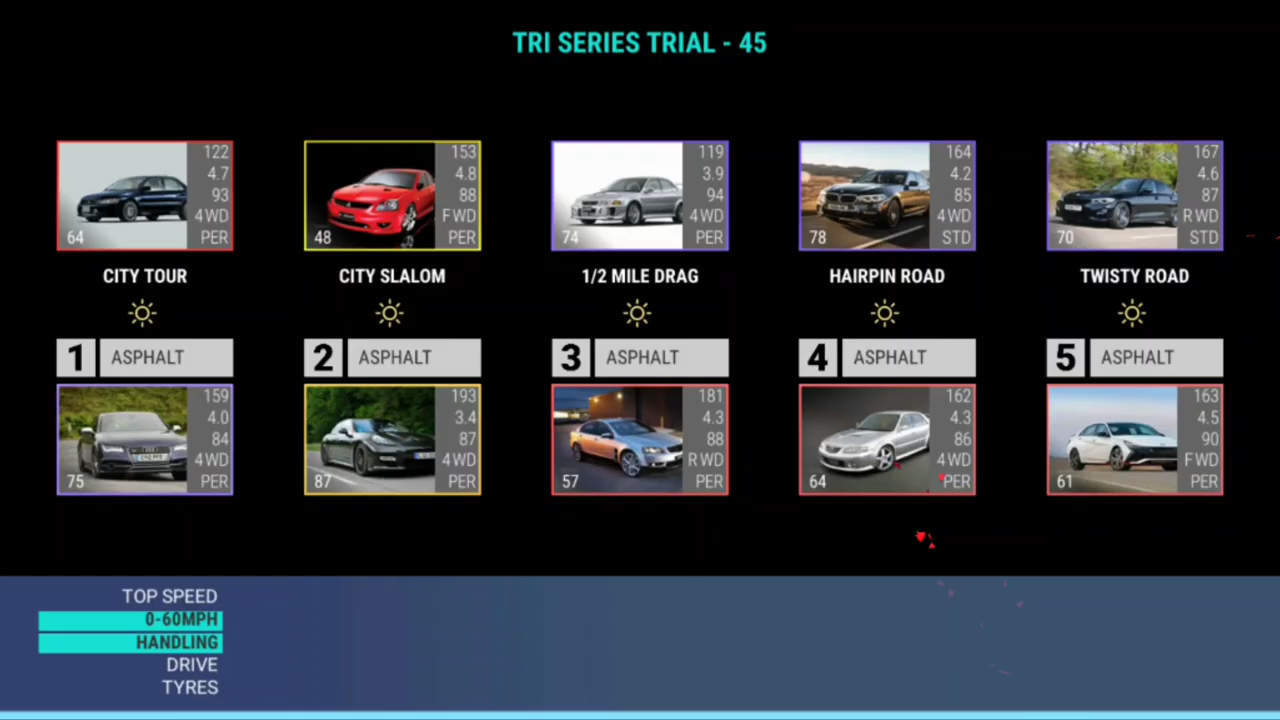 TRI SERIES TRIAL - 45
122
4.7
93
4WD
64 PER
153
4.8
88
FWD
48 PER
119
3.9
94
4WD
74 PER
164
4.2
85
4WD
78 STD
167
4.6
87
RWD
70 STD
CITY TOUR
CITY SLALOM
1/2 MILE DRAG
HAIRPIN ROAD
TWISTY ROAD
1 ASPHALT
2 ASPHALT
3 ASPHALT
4 ASPHALT
5 ASPHALT
159
4.0
84
4WD
75 PER
193
3.4
87
4WD
87 PER
181
4.3
88
RWD
57 PER
162
4.3
86
4WD
64 PER
163
4.5
90
FWD
61 PER
TOP SPEED
0-60MPH
HANDLING
DRIVE
TYRES